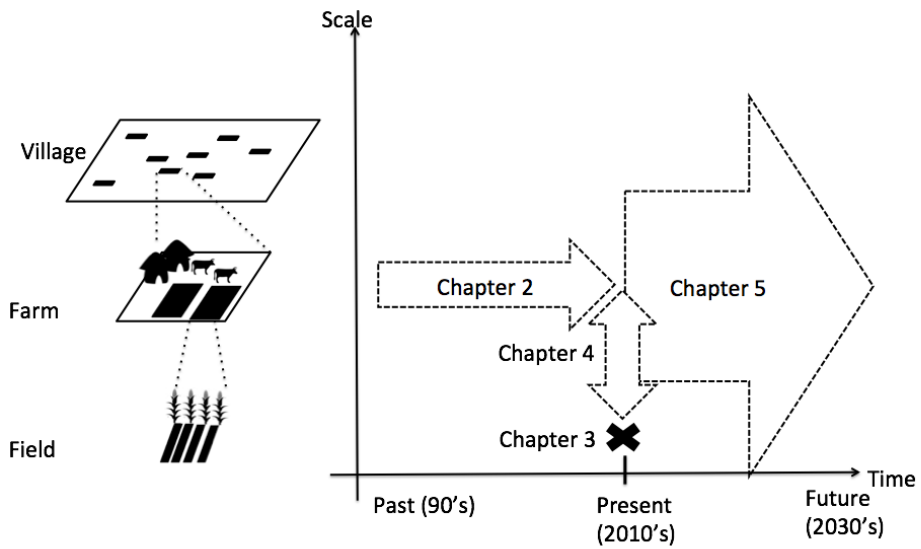 Scale
Village
Farm
Field
Chapter 2
Chapter 5
Chapter 4
Chapter 3
Time
Past (90's)
Present
(2010's)
Future
(2030's)